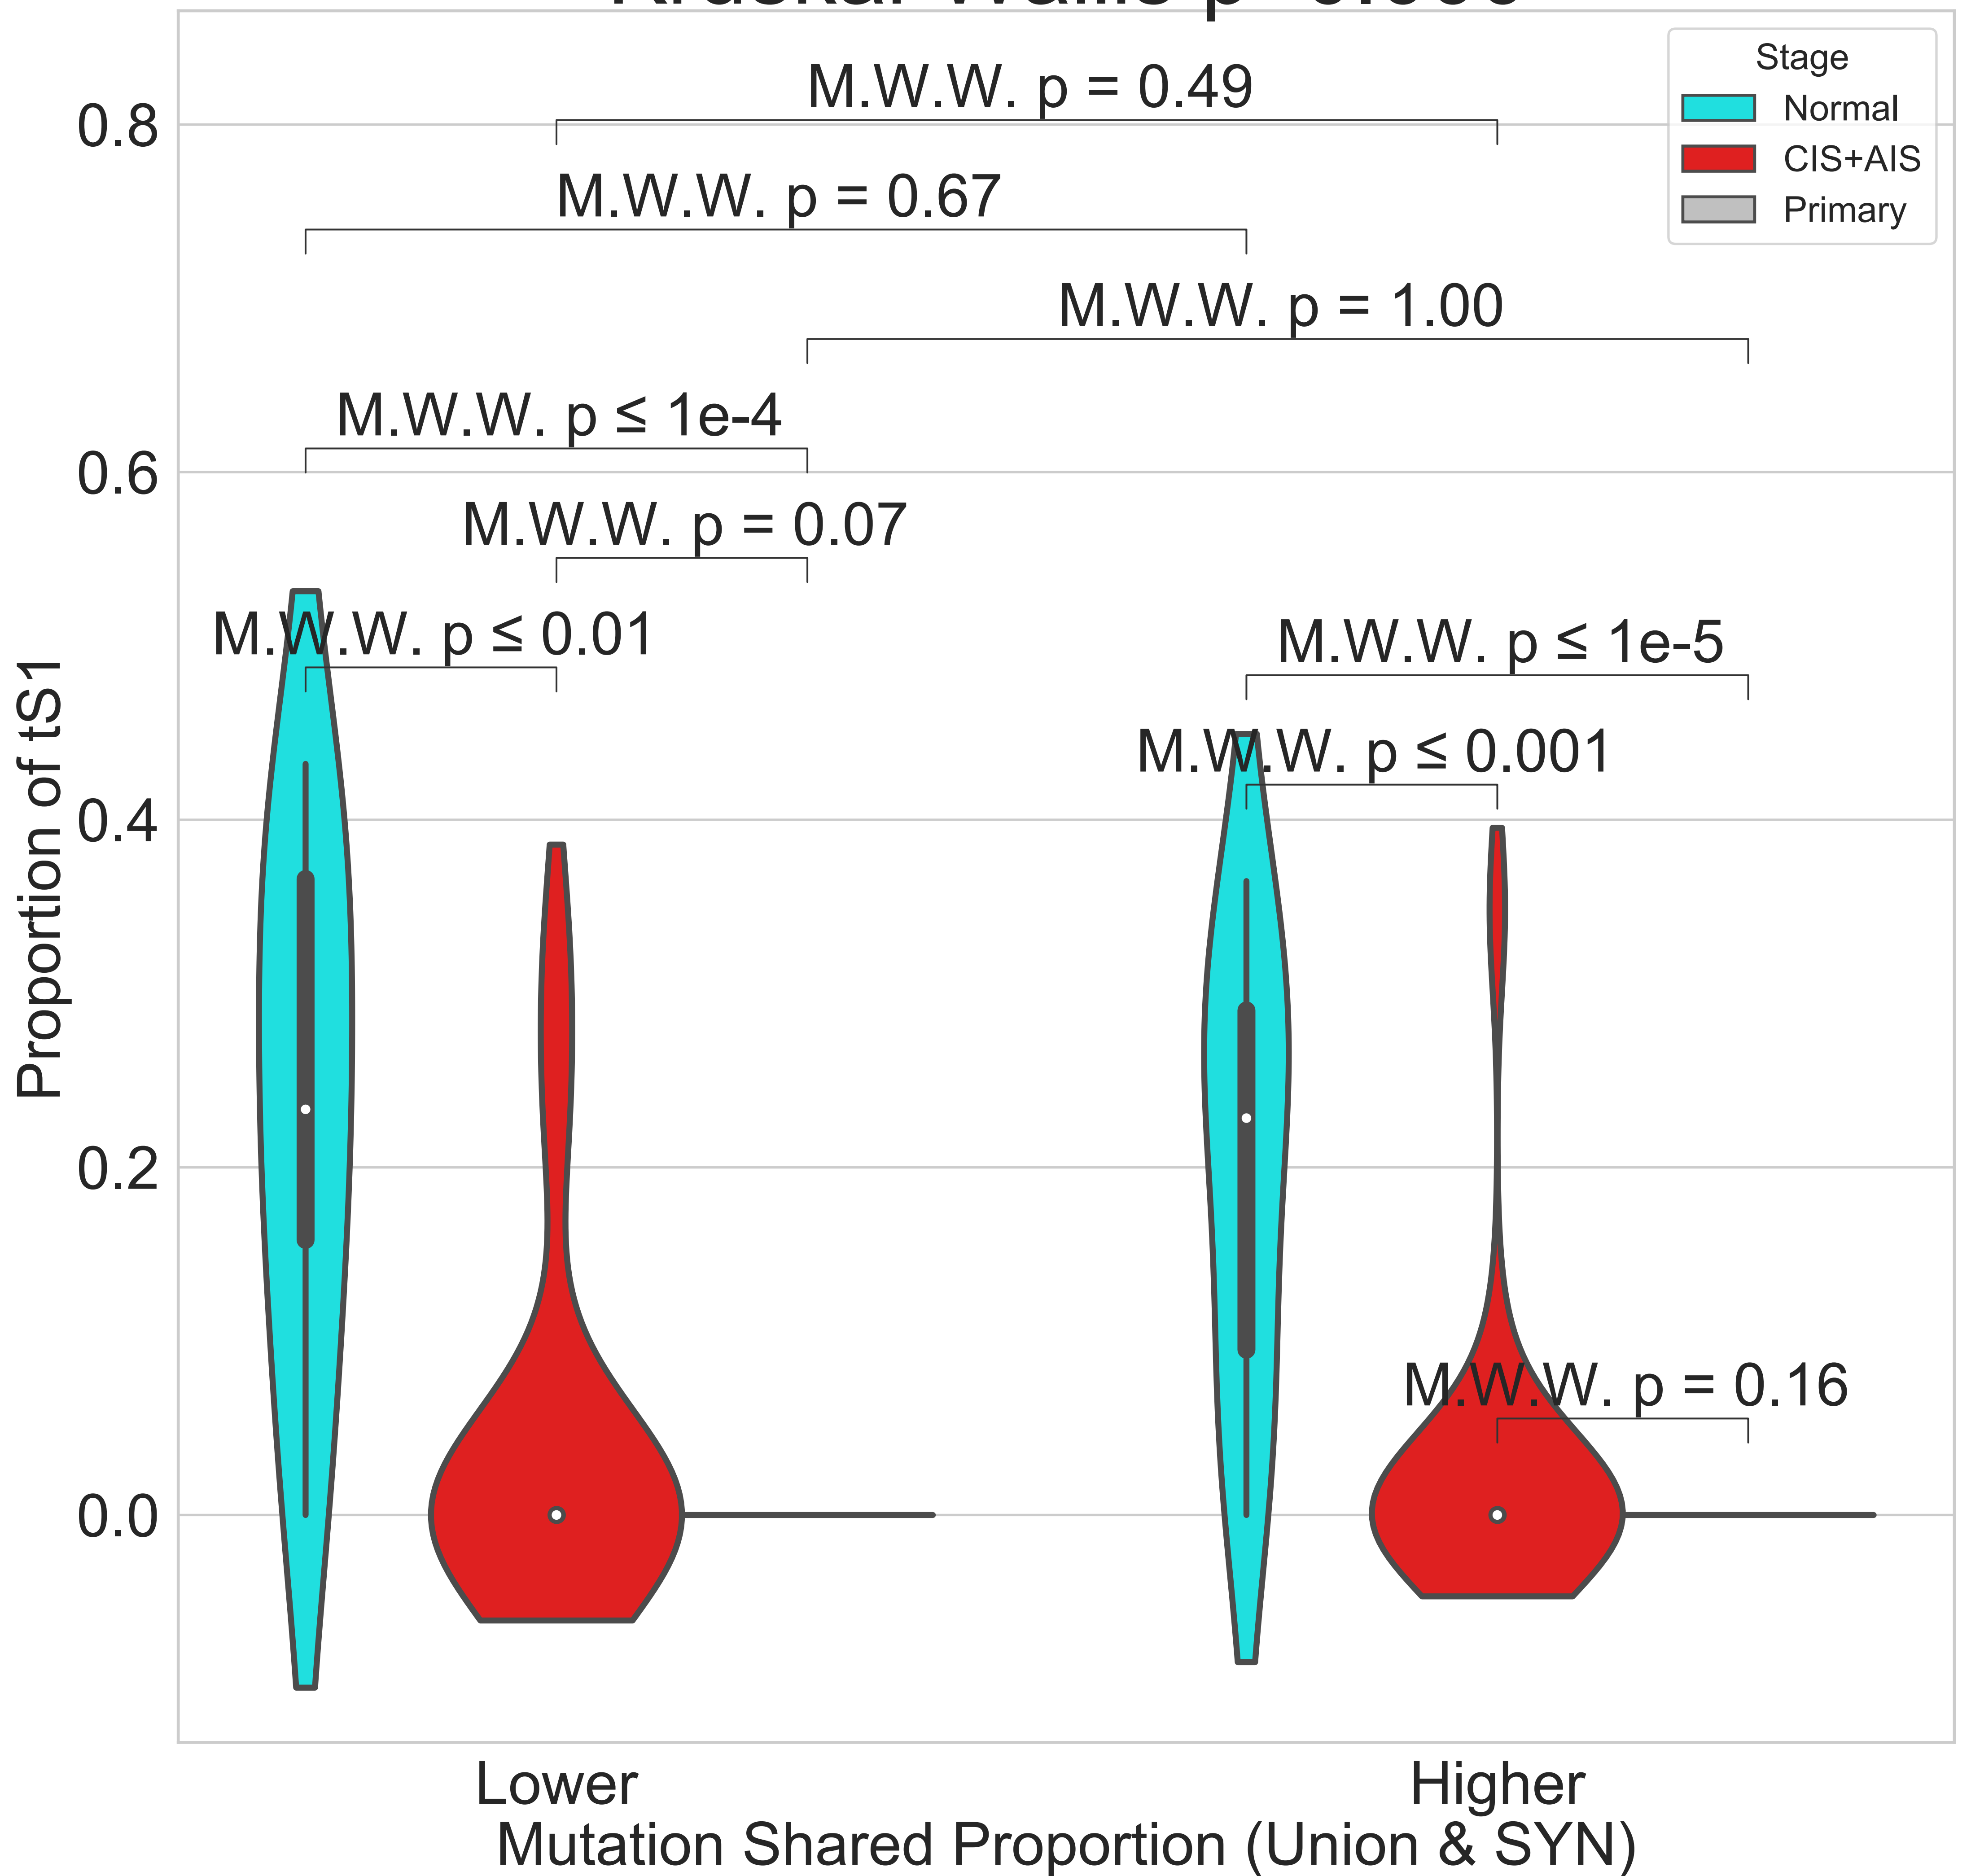 Stage
Normal
CIS+AIS
Primary
M.W.W. p = 0.49
M.W.W. p = 0.67
M.W.W. p = 1.00
M.W.W. p ≤ 1e-4
M.W.W. p = 0.07
M.W.W. p ≤ 0.01
M.W.W. p ≤ 1e-5
M.W.W. p ≤ 0.001
M.W.W. p = 0.16
0.8
0.6
0.4
0.2
0.0
Proportion of tS1
Lower
Higher
Mutation Shared Proportion (Union & SYN)